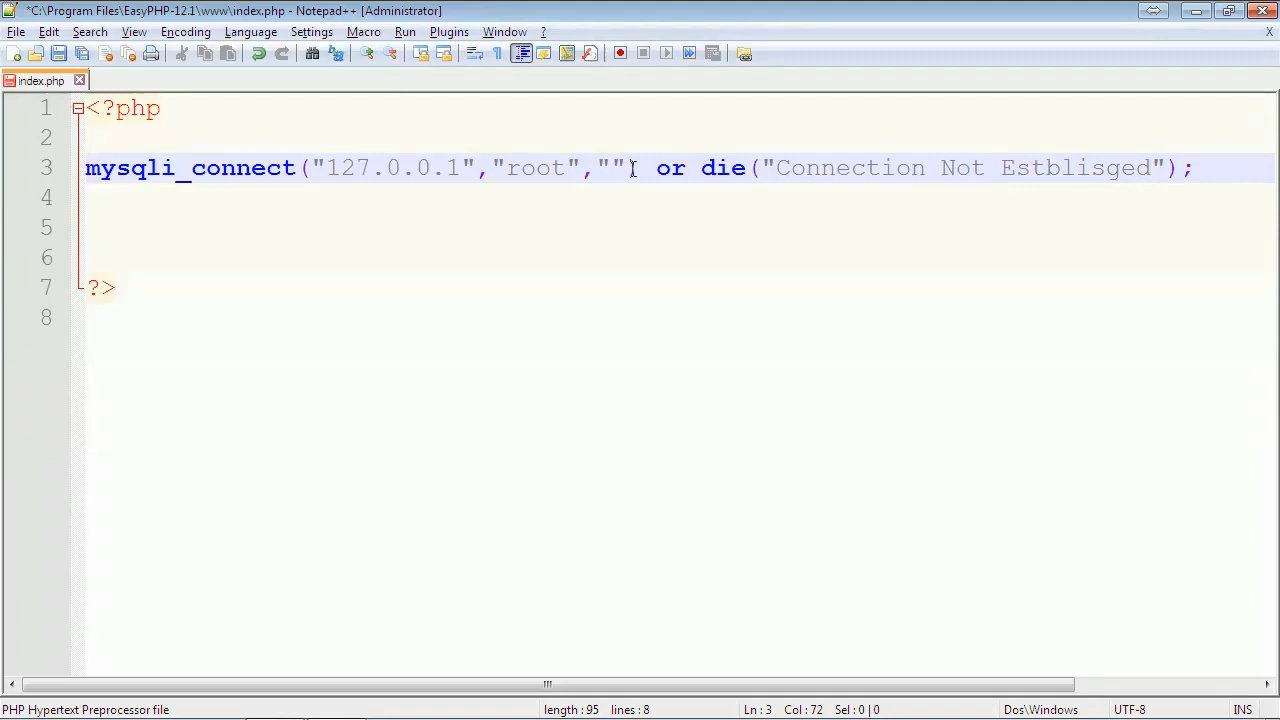 *C:\Program Files\EasyPHP-12.1\www\index.php - Notepad++ [Administrator]
File Edit Search View Encoding Language Settings Macro Run Plugins Window ? X
index.php
1 <?php
2
3 mysqli_connect("127.0.0.1","root","") or die("Connection Not Estblisged");
4
5
6
7 ?>
8
PHP Hypertext Preprocessor file length : 95 lines : 8 Ln : 3 Col : 72 Sel : 0 | 0 Dos\Windows UTF-8 INS